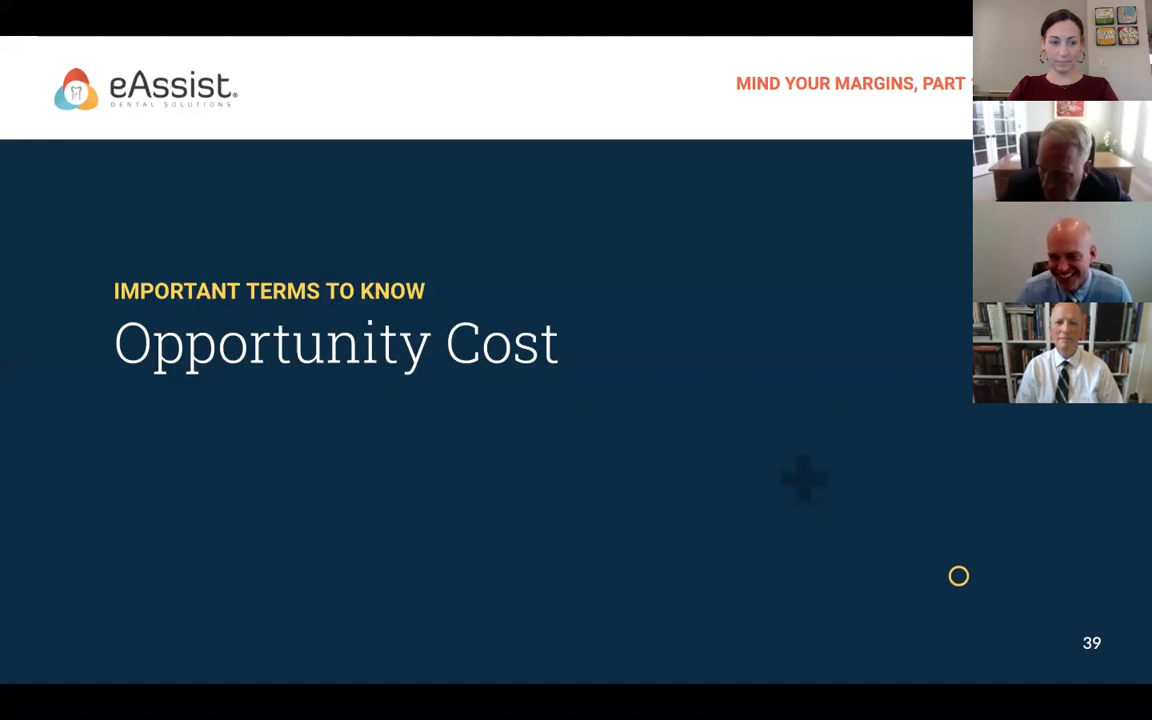 eAssist®
DENTAL SOLUTIONS
MIND YOUR MARGINS, PART
IMPORTANT TERMS TO KNOW
Opportunity Cost
39